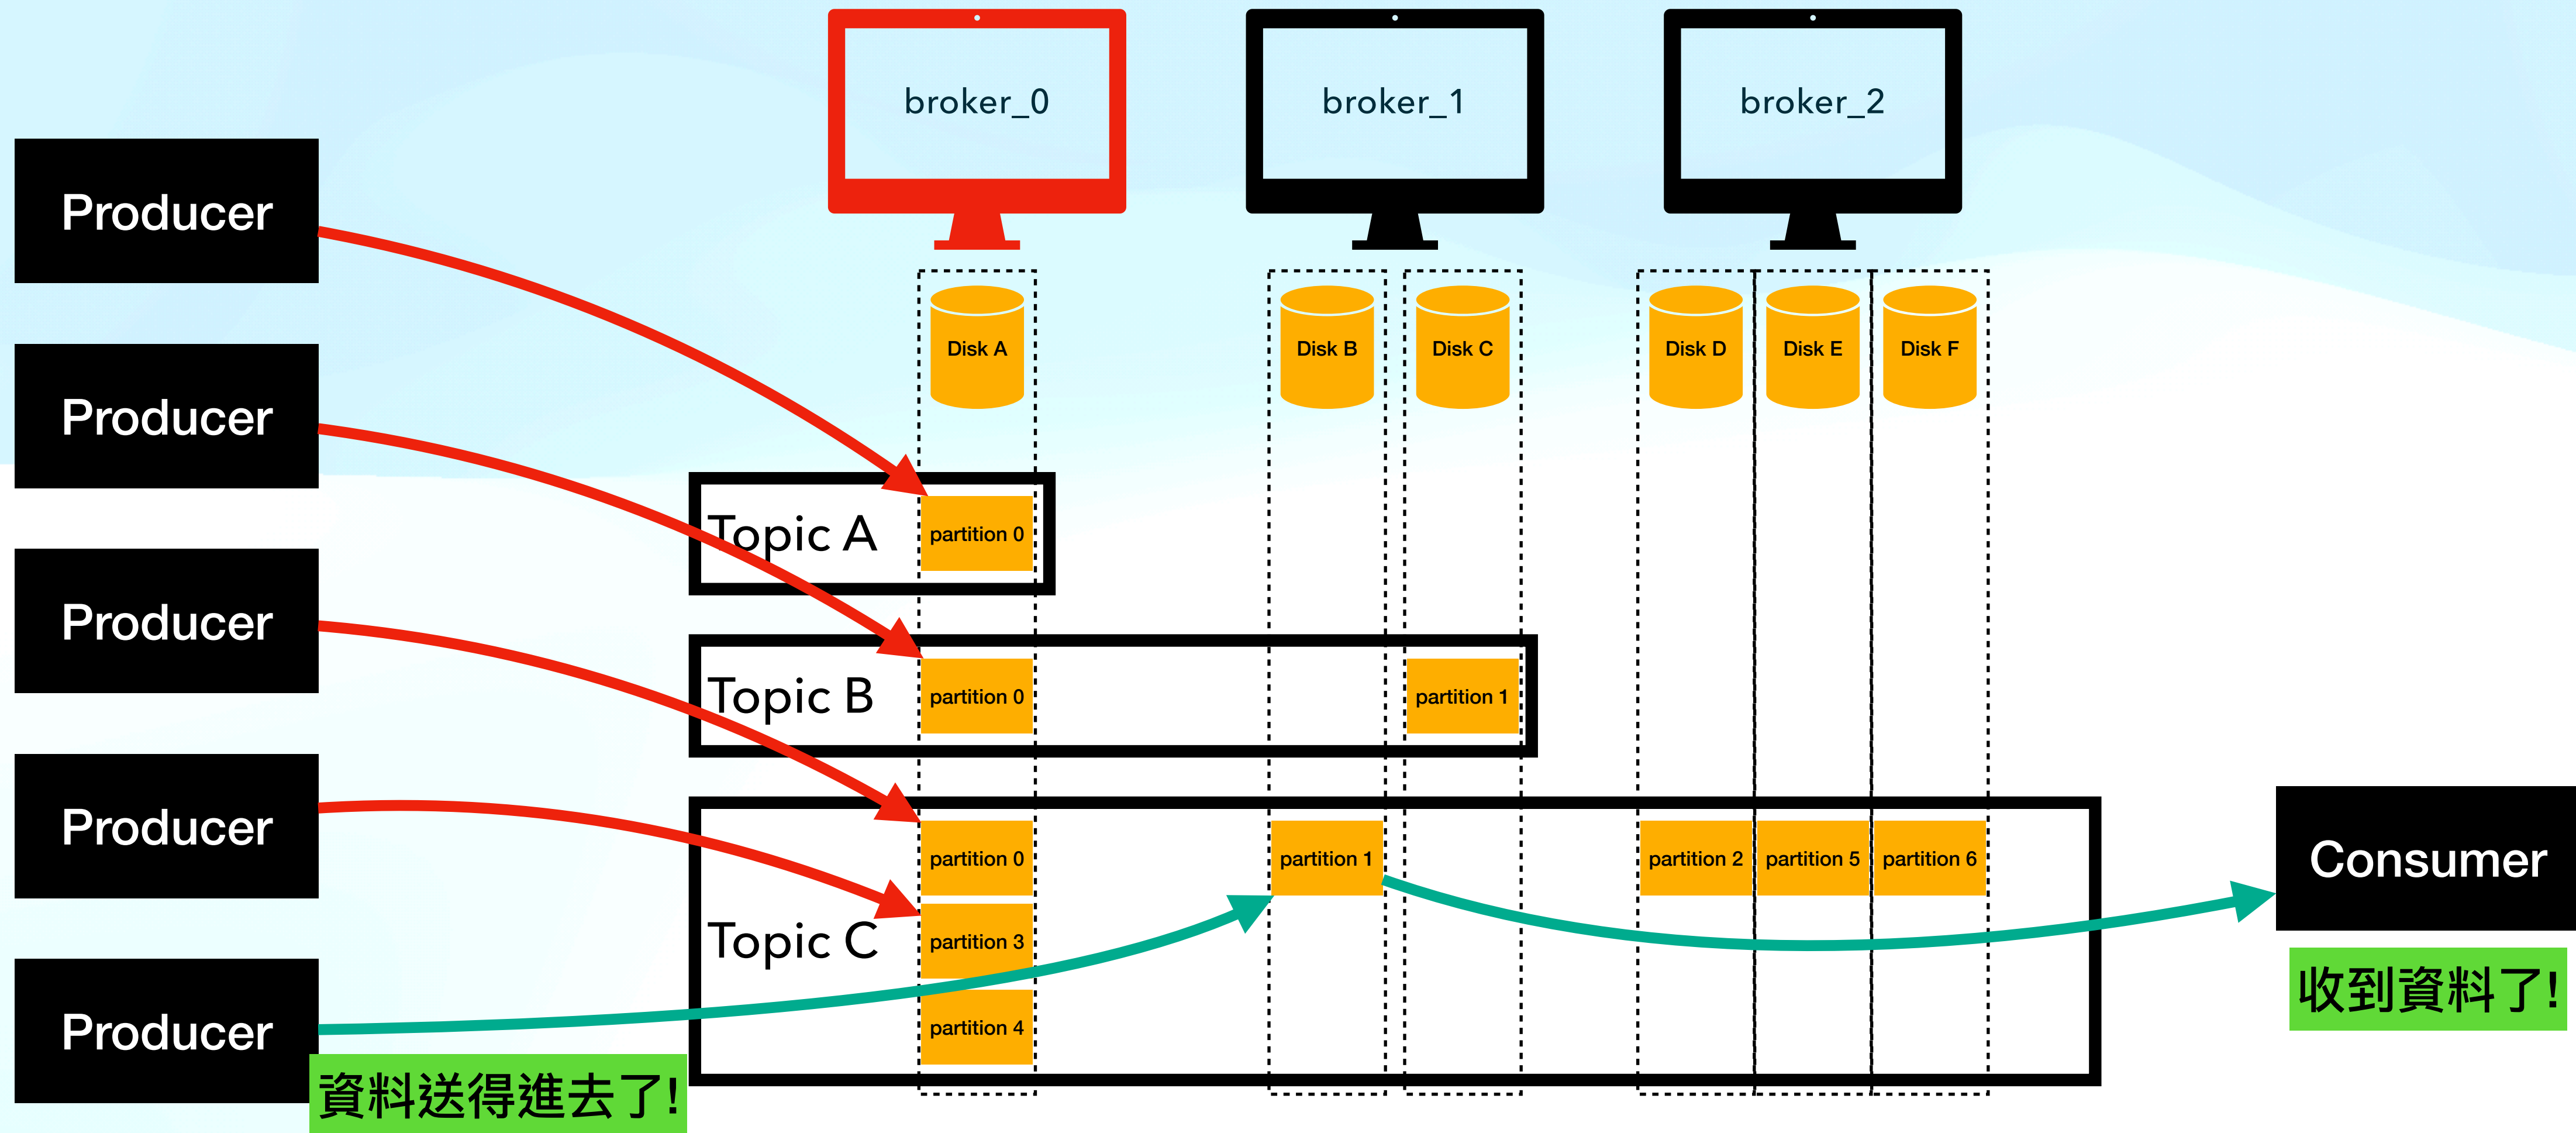 broker_0
broker_1
broker_2
Producer
Producer
Producer
Producer
Producer
Disk A
Disk B
Disk C
Disk D
Disk E
Disk F
Topic A
partition 0
Topic B
partition 0
partition 1
Topic C
partition 0
partition 1
partition 2
partition 5
partition 6
partition 3
partition 4
Consumer
收到資料了!
資料送得進去了!